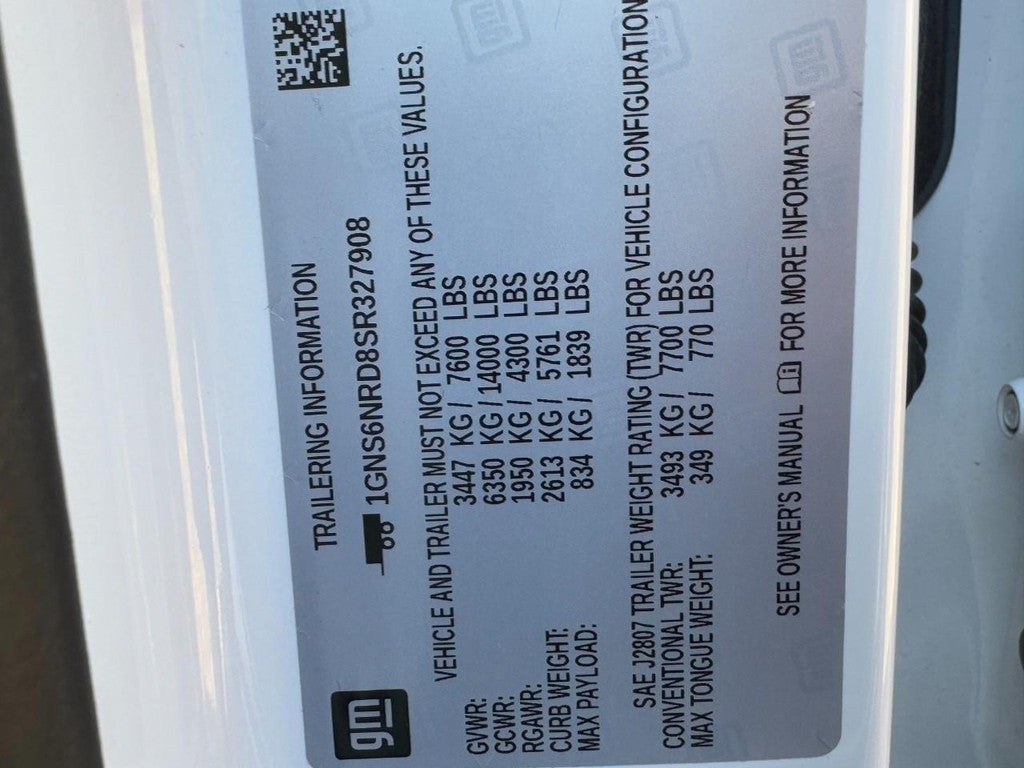 gm
TRAILERING INFORMATION
1GNS6NRD8SR327908
VEHICLE AND TRAILER MUST NOT EXCEED ANY OF THESE VALUES.
GVWR: 3447 KG / 7600 LBS
GCWR: 6350 KG / 14000 LBS
RGAWR: 1950 KG / 4300 LBS
CURB WEIGHT: 2613 KG / 5761 LBS
MAX PAYLOAD: 834 KG / 1839 LBS
SAE J2807 TRAILER WEIGHT RATING (TWR) FOR VEHICLE CONFIGURATION
CONVENTIONAL TWR: 3493 KG / 7700 LBS
MAX TONGUE WEIGHT: 349 KG / 770 LBS
SEE OWNER'S MANUAL FOR MORE INFORMATION
gm
gm
gm